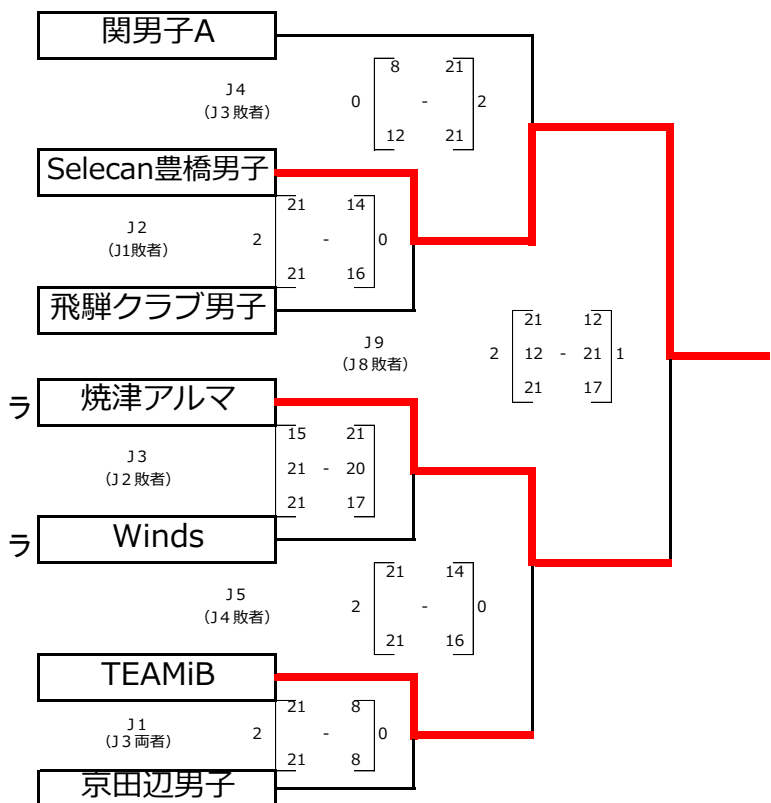 関男子A
8 21
J4
(J3敗者)
0 - 2
12 21
Selecan豊橋男子
21 14
J2
(J1敗者)
2 - 0
21 16
飛騨クラブ男子
21 12
J9
(J8敗者)
2 12 - 21 1
21 17
ラ 焼津アルマ
15 21
J3
(J2敗者)
21 - 20
21 17
ラ Winds
21 14
J5
(J4敗者)
2 - 0
21 16
TEAMiB
21 8
J1
(J3両者)
2 - 0
21 8
京田辺男子